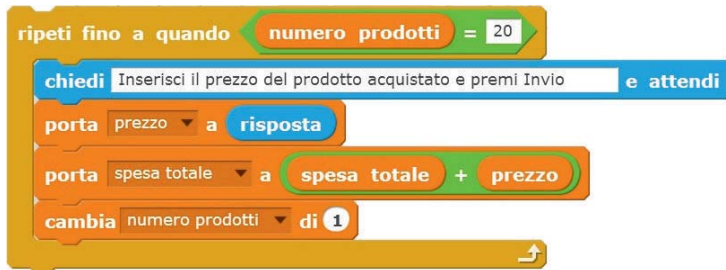 ripeti fino a quando numero prodotti = 20
chiedi Inserisci il prezzo del prodotto acquistato e premi Invio e attendi
porta prezzo a risposta
porta spesa totale a spesa totale + prezzo
cambia numero prodotti di 1